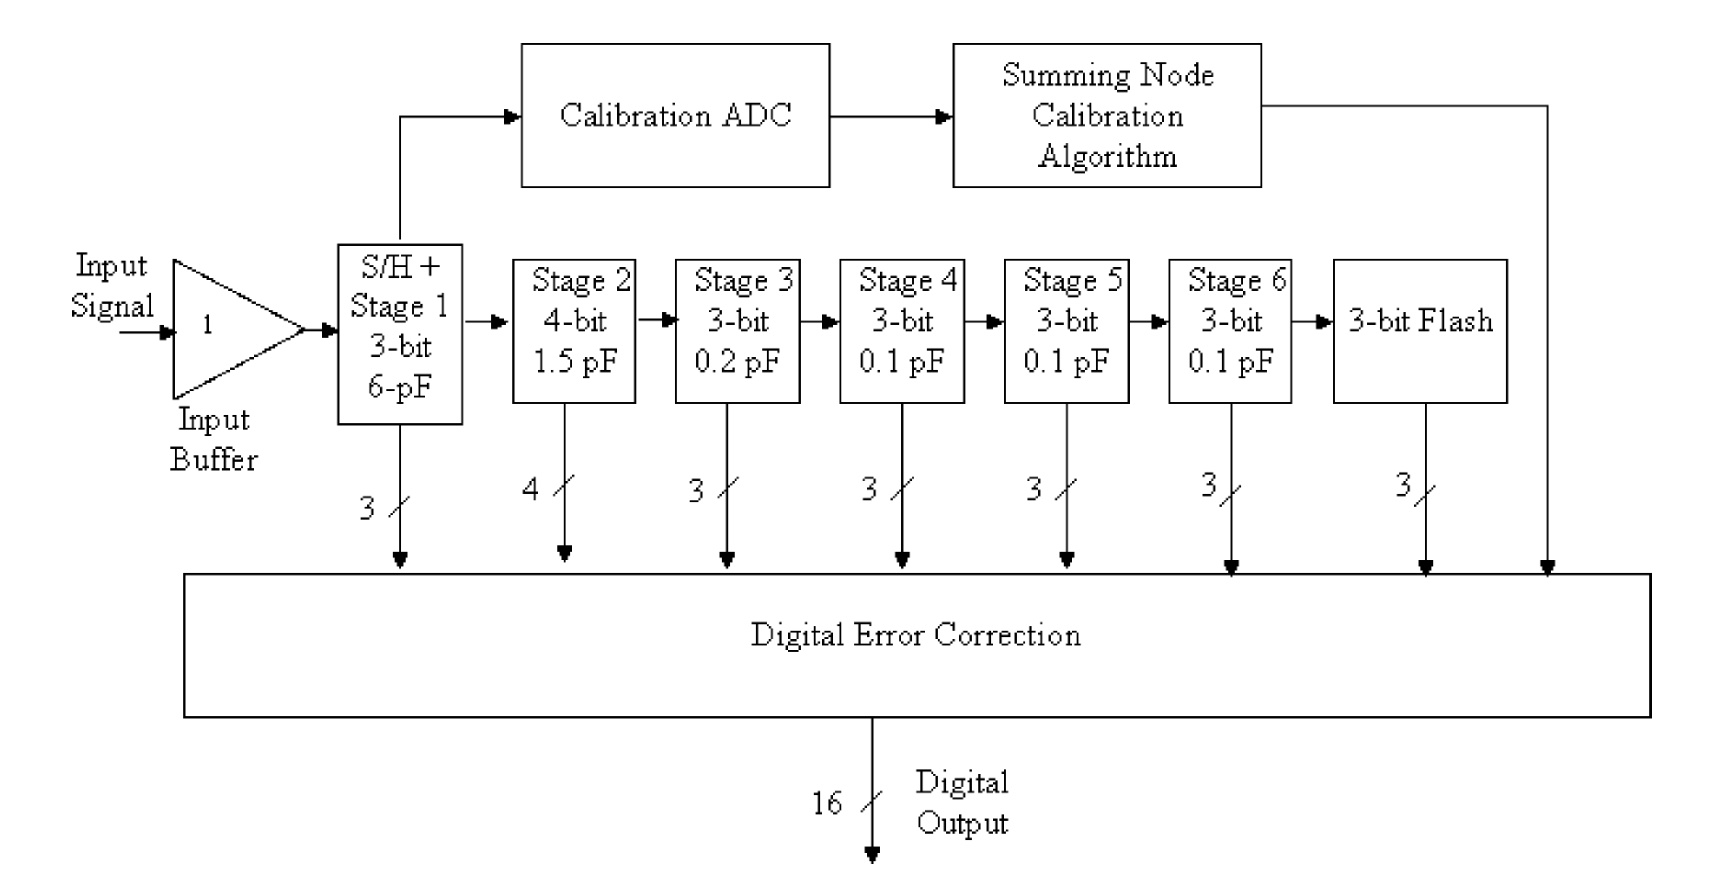 Calibration ADC
Summing Node
Calibration
Algorithm
Input
Signal
1
Input
Buffer
S/H +
Stage 1
3-bit
6-pF
Stage 2
4-bit
1.5 pF
Stage 3
3-bit
0.2 pF
Stage 4
3-bit
0.1 pF
Stage 5
3-bit
0.1 pF
Stage 6
3-bit
0.1 pF
3-bit Flash
3
4
3
3
3
3
3
Digital Error Correction
16
Digital
Output